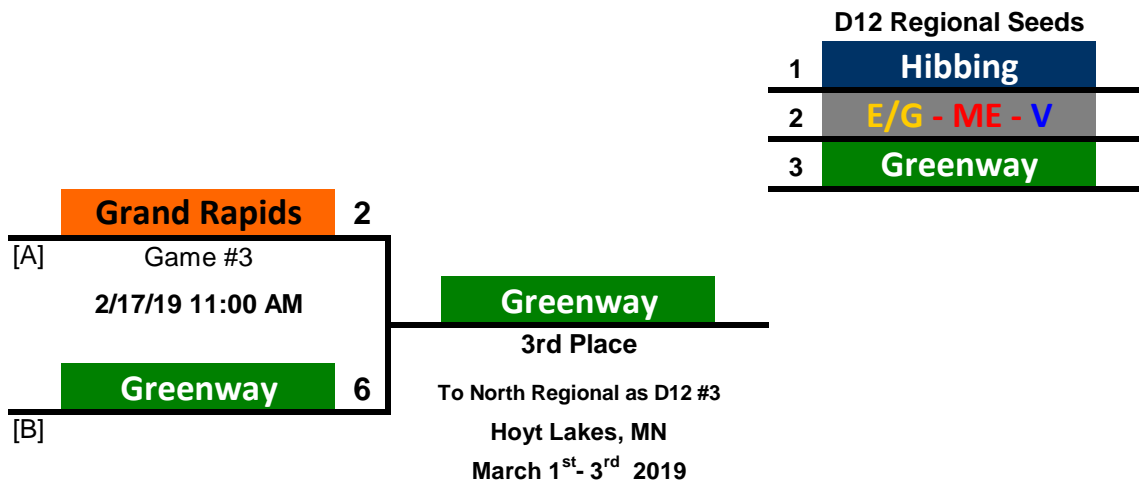 D12 Regional Seeds
1 Hibbing
2 E/G - ME - V
3 Greenway
Grand Rapids 2
[A] Game #3
2/17/19 11:00 AM
Greenway
3rd Place
Greenway 6
[B]
To North Regional as D12 #3
Hoyt Lakes, MN
March 1st- 3rd 2019